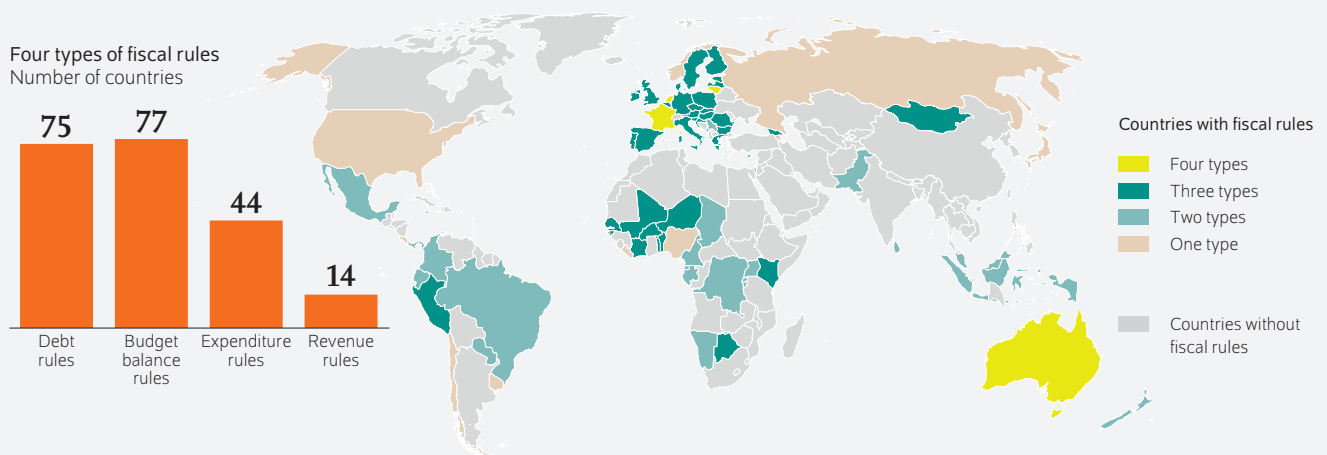 Four types of fiscal rules
Number of countries
75
77
44
14
Debt
rules
Budget
balance
rules
Expenditure
rules
Revenue
rules
Countries with fiscal rules
Four types
Three types
Two types
One type
Countries without
fiscal rules